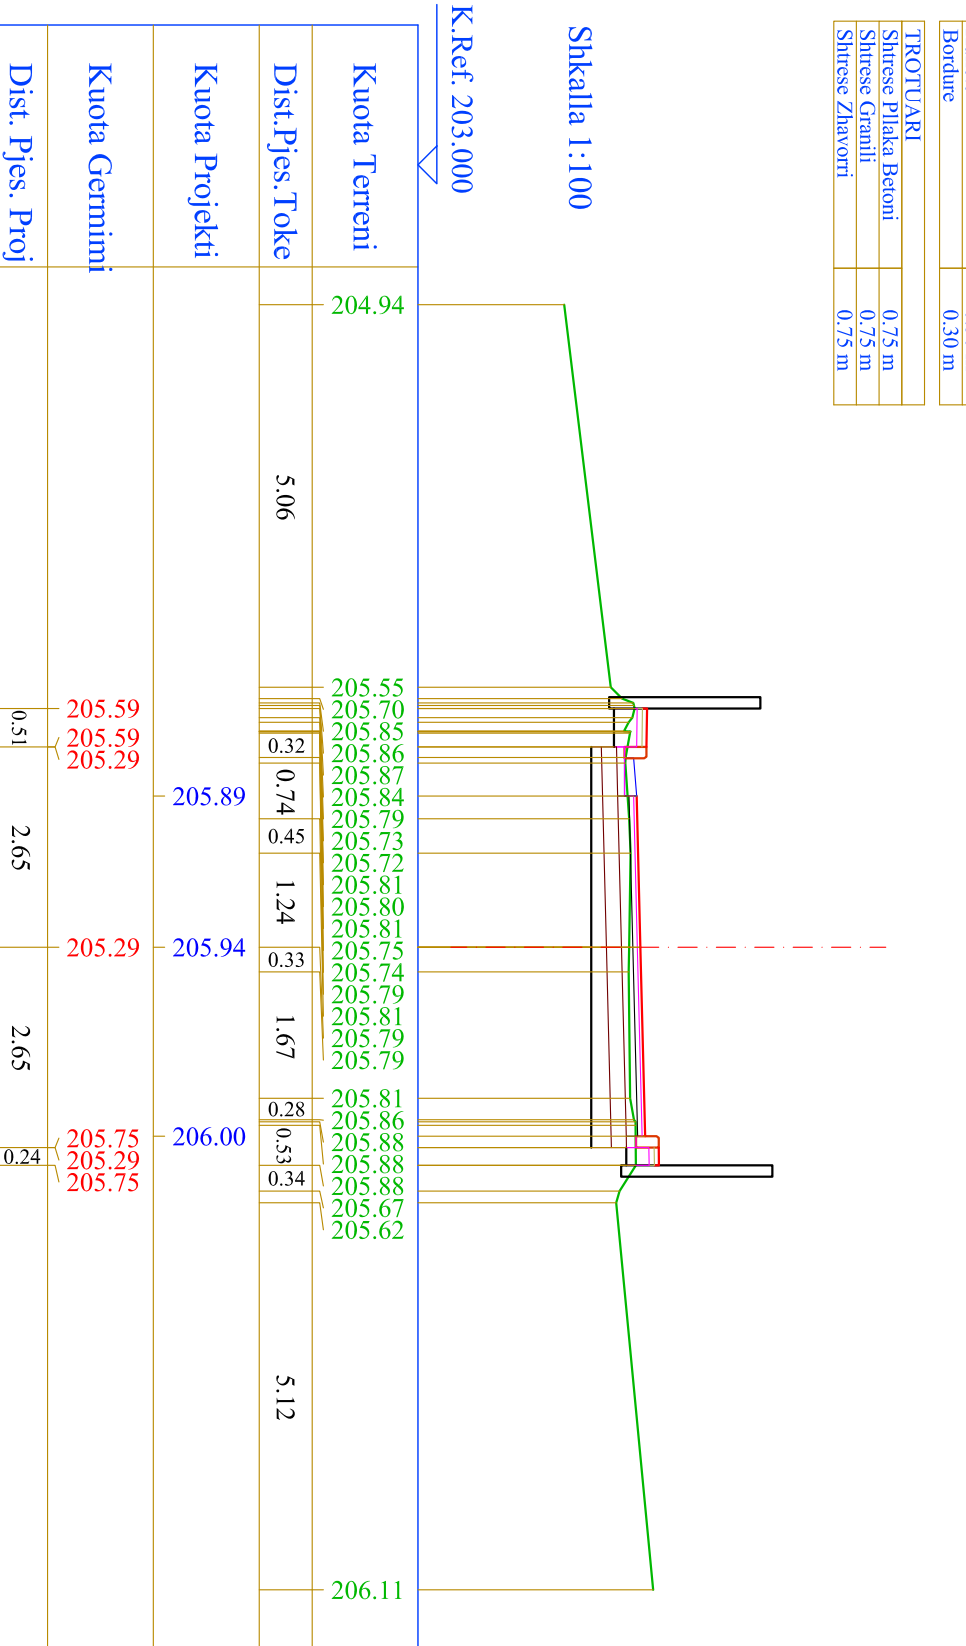 Bordure 0.30 m
TROTUARI
Shtrese Pllaka Betoni 0.75 m
Shtrese Granili 0.75 m
Shtrese Zhavorri 0.75 m
Shkalla 1:100
K.Ref. 203.000
Kuota Terreni 204.94 205.55 205.70 205.85 205.86 205.87 205.84 205.79 205.73 205.72 205.81 205.80 205.81 205.75 205.74 205.79 205.81 205.79 205.79 205.81 205.86 205.88 205.88 205.88 205.67 205.62 206.11
Dist.Pjes.Toke 5.06 0.32 0.74 0.45 1.24 0.33 1.67 0.28 0.53 0.34 5.12
Kuota Projekti 205.89 205.94 206.00
Kuota Germimi 205.59 205.59 205.29 205.29 205.75 205.29 205.75
Dist. Pjes. Proj 0.51 2.65 2.65 0.24